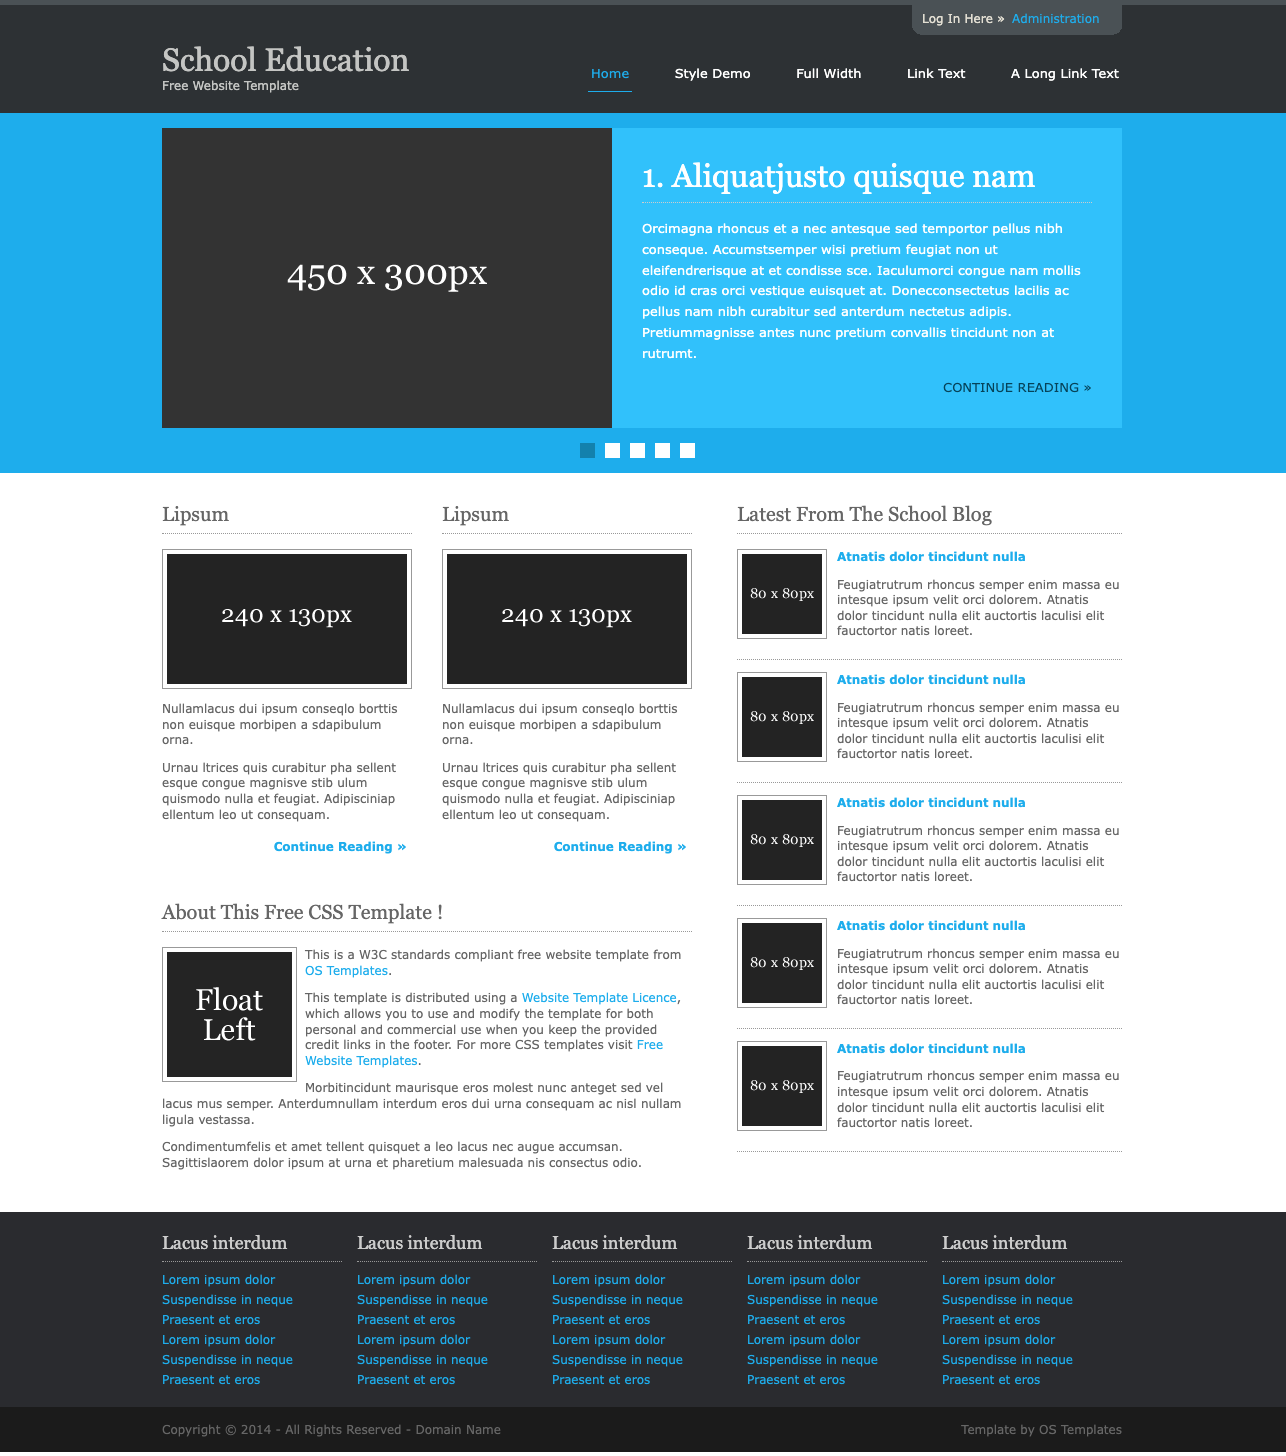 Log In Here » Administration
School Education
Free Website Template
Home Style Demo Full Width Link Text A Long Link Text
450 x 300px
1. Aliquatjusto quisque nam
Orcimagna rhoncus et a nec antesque sed temportor pellus nibh
conseque. Accumstsemper wisi pretium feugiat non ut
eleifendrerisque at et condisse sce. Iaculumorci congue nam mollis
odio id cras orci vestique euisquet at. Donecconsectetus lacilis ac
pellus nam nibh curabitur sed anterdum nectetus adipis.
Pretiummagnisse antes nunc pretium convallis tincidunt non at
rutrumt.
CONTINUE READING »
Lipsum
240 x 130px
Nullamlacus dui ipsum conseqlo borttis
non euisque morbipen a sdapibulum
orna.
Urnau ltrices quis curabitur pha sellent
esque congue magnisve stib ulum
quismodo nulla et feugiat. Adipisciniap
ellentum leo ut consequam.
Continue Reading »
Lipsum
240 x 130px
Nullamlacus dui ipsum conseqlo borttis
non euisque morbipen a sdapibulum
orna.
Urnau ltrices quis curabitur pha sellent
esque congue magnisve stib ulum
quismodo nulla et feugiat. Adipisciniap
ellentum leo ut consequam.
Continue Reading »
About This Free CSS Template !
Float
Left
This is a W3C standards compliant free website template from
OS Templates.
This template is distributed using a Website Template Licence,
which allows you to use and modify the template for both
personal and commercial use when you keep the provided
credit links in the footer. For more CSS templates visit Free
Website Templates.
Morbitincidunt maurisque eros molest nunc anteget sed vel
lacus mus semper. Anterdumnullam interdum eros dui urna consequam ac nisl nullam
ligula vestassa.
Condimentumfelis et amet tellent quisquet a leo lacus nec augue accumsan.
Sagittislaorem dolor ipsum at urna et pharetium malesuada nis consectus odio.
Latest From The School Blog
80 x 80px
Atnatis dolor tincidunt nulla
Feugiatrutrum rhoncus semper enim massa eu
intesque ipsum velit orci dolorem. Atnatis
dolor tincidunt nulla elit auctortis laculisi elit
fauctortor natis loreet.
80 x 80px
Atnatis dolor tincidunt nulla
Feugiatrutrum rhoncus semper enim massa eu
intesque ipsum velit orci dolorem. Atnatis
dolor tincidunt nulla elit auctortis laculisi elit
fauctortor natis loreet.
80 x 80px
Atnatis dolor tincidunt nulla
Feugiatrutrum rhoncus semper enim massa eu
intesque ipsum velit orci dolorem. Atnatis
dolor tincidunt nulla elit auctortis laculisi elit
fauctortor natis loreet.
80 x 80px
Atnatis dolor tincidunt nulla
Feugiatrutrum rhoncus semper enim massa eu
intesque ipsum velit orci dolorem. Atnatis
dolor tincidunt nulla elit auctortis laculisi elit
fauctortor natis loreet.
80 x 80px
Atnatis dolor tincidunt nulla
Feugiatrutrum rhoncus semper enim massa eu
intesque ipsum velit orci dolorem. Atnatis
dolor tincidunt nulla elit auctortis laculisi elit
fauctortor natis loreet.
Lacus interdum
Lorem ipsum dolor
Suspendisse in neque
Praesent et eros
Lorem ipsum dolor
Suspendisse in neque
Praesent et eros
Lacus interdum
Lorem ipsum dolor
Suspendisse in neque
Praesent et eros
Lorem ipsum dolor
Suspendisse in neque
Praesent et eros
Lacus interdum
Lorem ipsum dolor
Suspendisse in neque
Praesent et eros
Lorem ipsum dolor
Suspendisse in neque
Praesent et eros
Lacus interdum
Lorem ipsum dolor
Suspendisse in neque
Praesent et eros
Lorem ipsum dolor
Suspendisse in neque
Praesent et eros
Lacus interdum
Lorem ipsum dolor
Suspendisse in neque
Praesent et eros
Lorem ipsum dolor
Suspendisse in neque
Praesent et eros
Copyright © 2014 - All Rights Reserved - Domain Name
Template by OS Templates